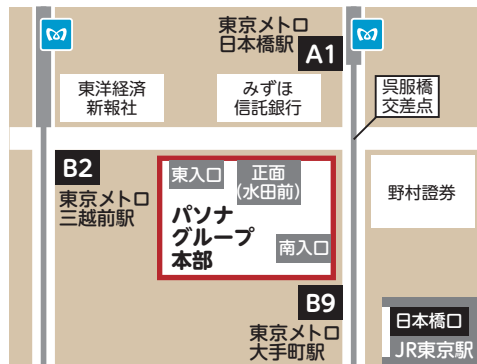 東京メトロ
日本橋駅
A1
東洋経済
新報社
みずほ
信託銀行
呉服橋
交差点
B2
東京メトロ
三越前駅
東入口
正面
(水田前)
パソナ
グループ
本部
南入口
野村證券
B9
東京メトロ
大手町駅
日本橋口
JR東京駅